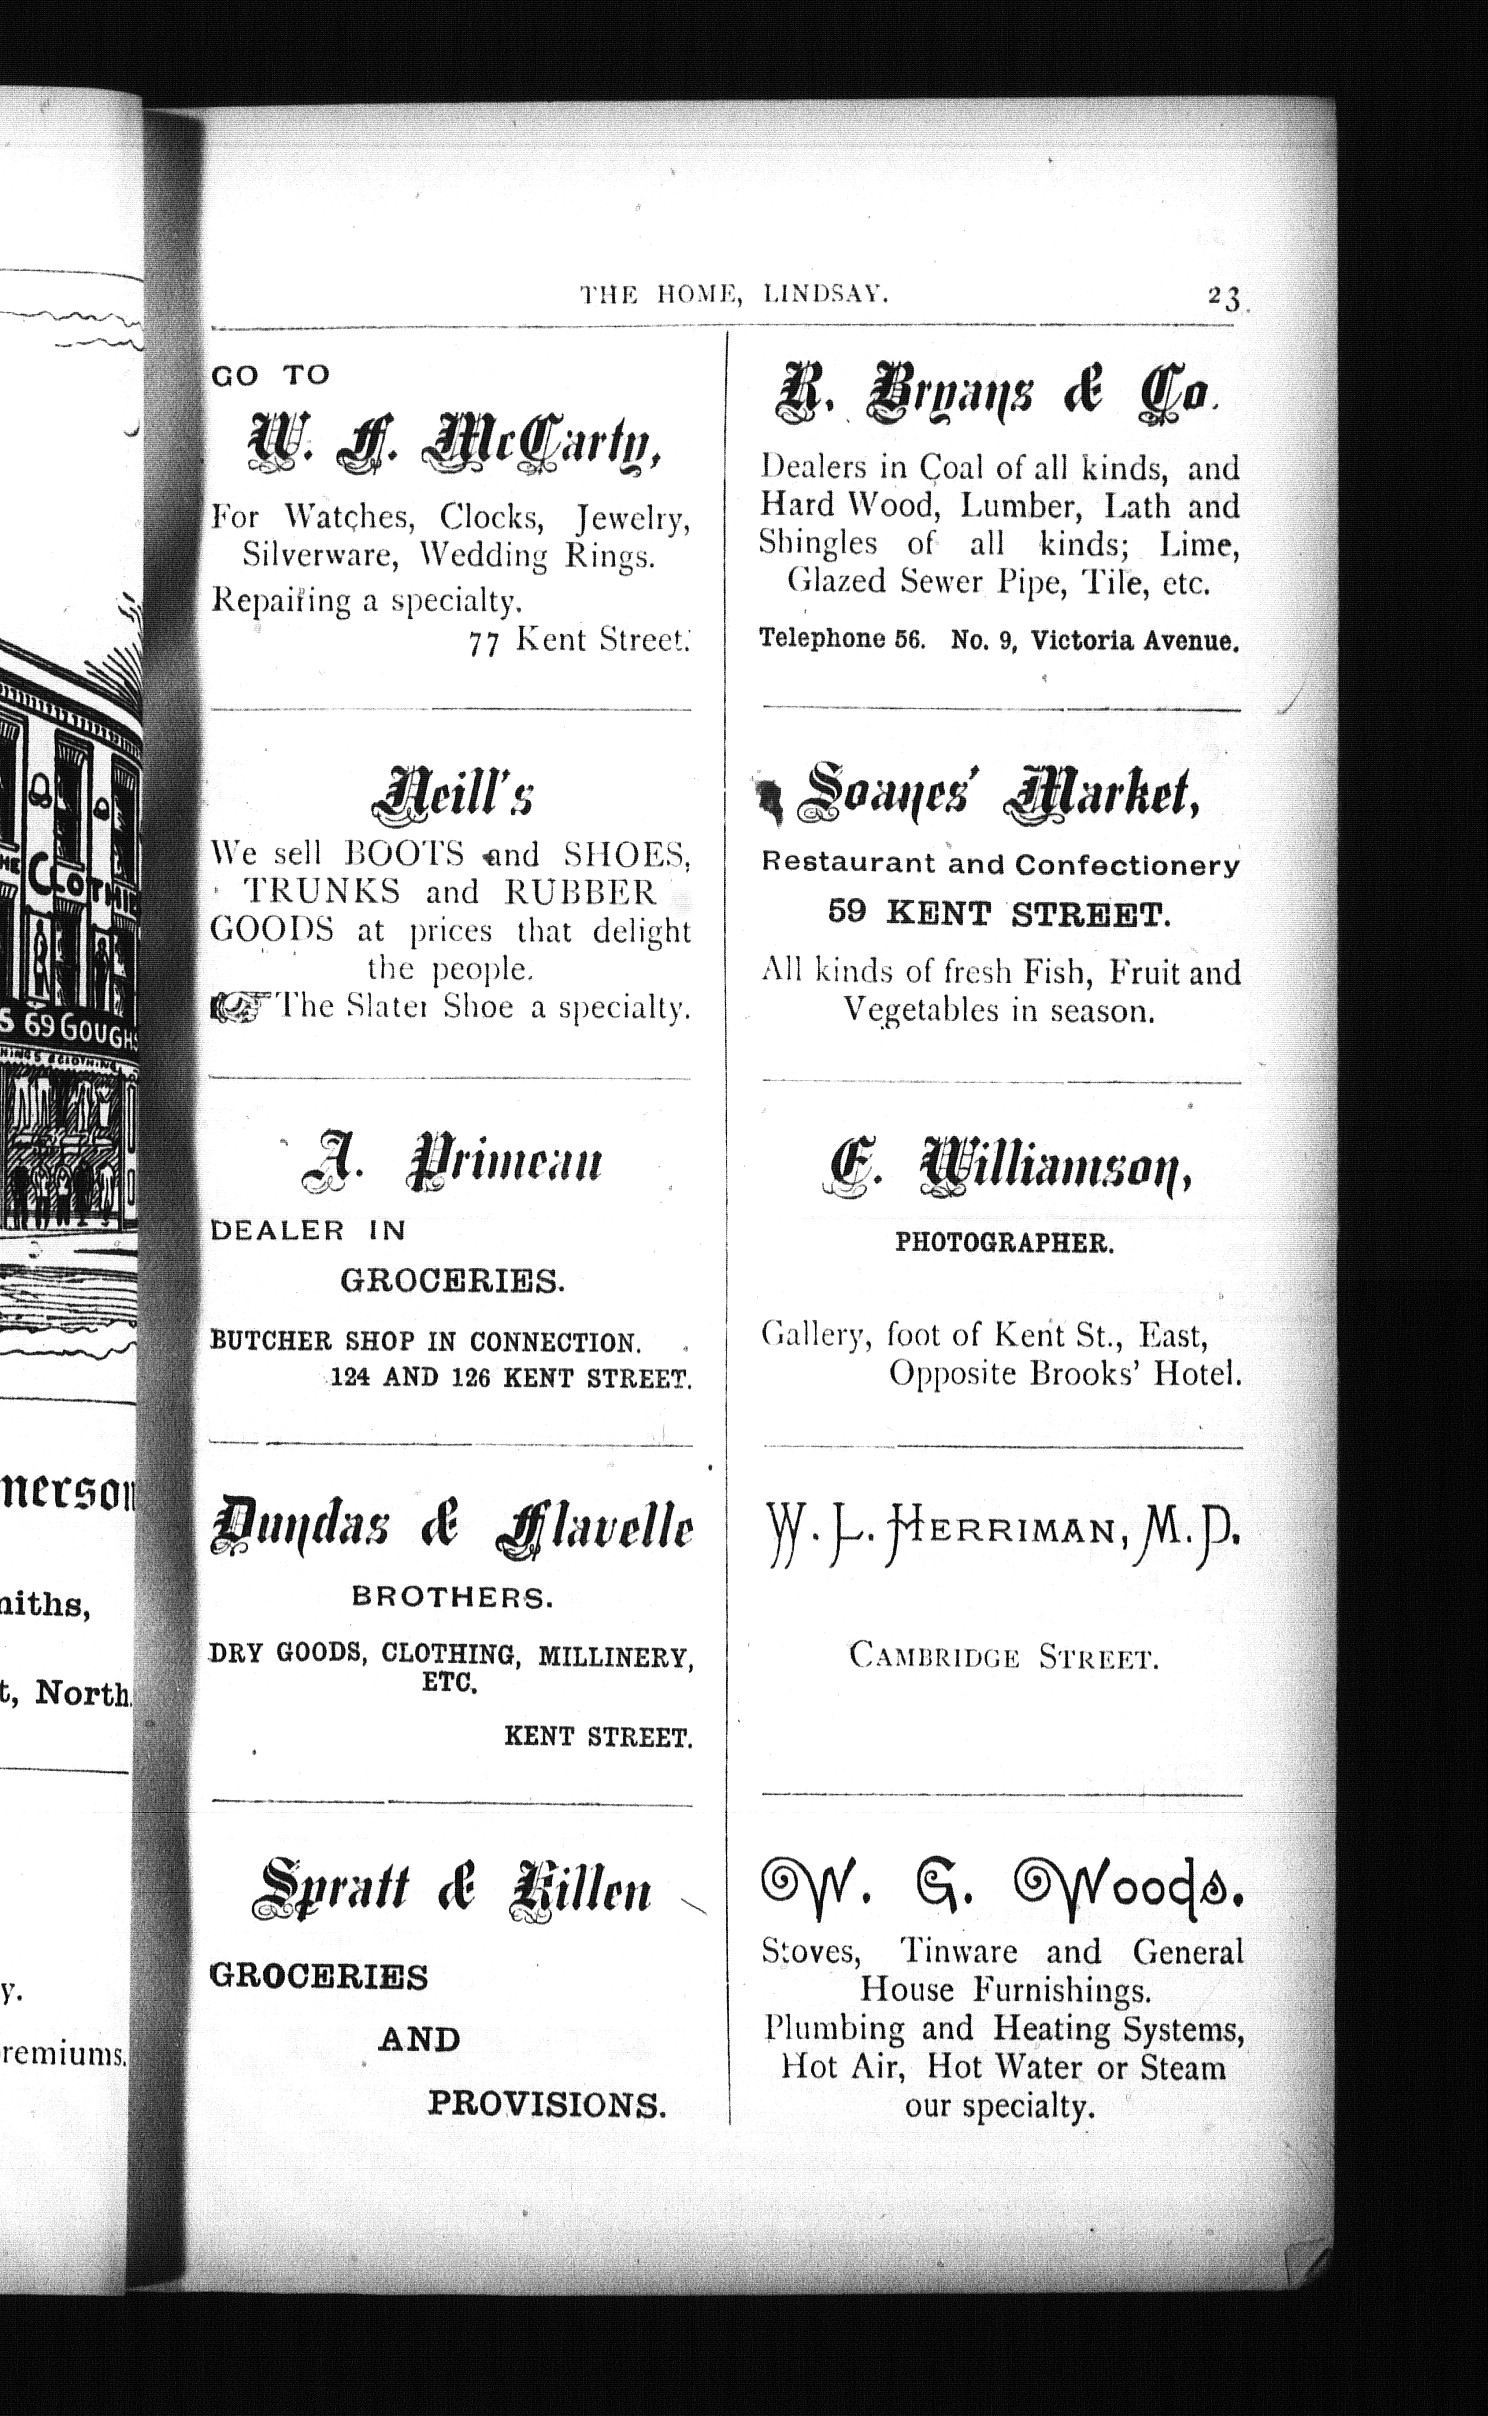 THE HOME, LINDSAY. 23
GO TO
W. F. McCarty,
For Watches, Clocks, Jewelry,
Silverware, Wedding Rings.
Repairing a specialty.
77 Kent Street.
Neill's
We sell BOOTS and SHOES,
TRUNKS and RUBBER
GOODS at prices that delight
the people.
The Slater Shoe a specialty.
A. Primeau
DEALER IN
GROCERIES.
BUTCHER SHOP IN CONNECTION.
124 AND 126 KENT STREET.
Dundas & Flavelle
BROTHERS.
DRY GOODS, CLOTHING, MILLINERY,
ETC.
KENT STREET.
Spratt & Killen
GROCERIES
AND
PROVISIONS.
R. Bryans & Co.
Dealers in Coal of all kinds, and
Hard Wood, Lumber, Lath and
Shingles of all kinds; Lime,
Glazed Sewer Pipe, Tile, etc.
Telephone 56. No. 9, Victoria Avenue.
Soanes' Market,
Restaurant and Confectionery
59 KENT STREET.
All kinds of fresh Fish, Fruit and
Vegetables in season.
E. Williamson,
PHOTOGRAPHER.
Gallery, foot of Kent St., East,
Opposite Brooks' Hotel.
W. L. HERRIMAN, M. D.
CAMBRIDGE STREET.
W. G. Woods.
Stoves, Tinware and General
House Furnishings.
Plumbing and Heating Systems,
Hot Air, Hot Water or Steam
our specialty.
CLOTHIE
69 GOUGHS
merson
miths,
t, North.
y.
remiums.